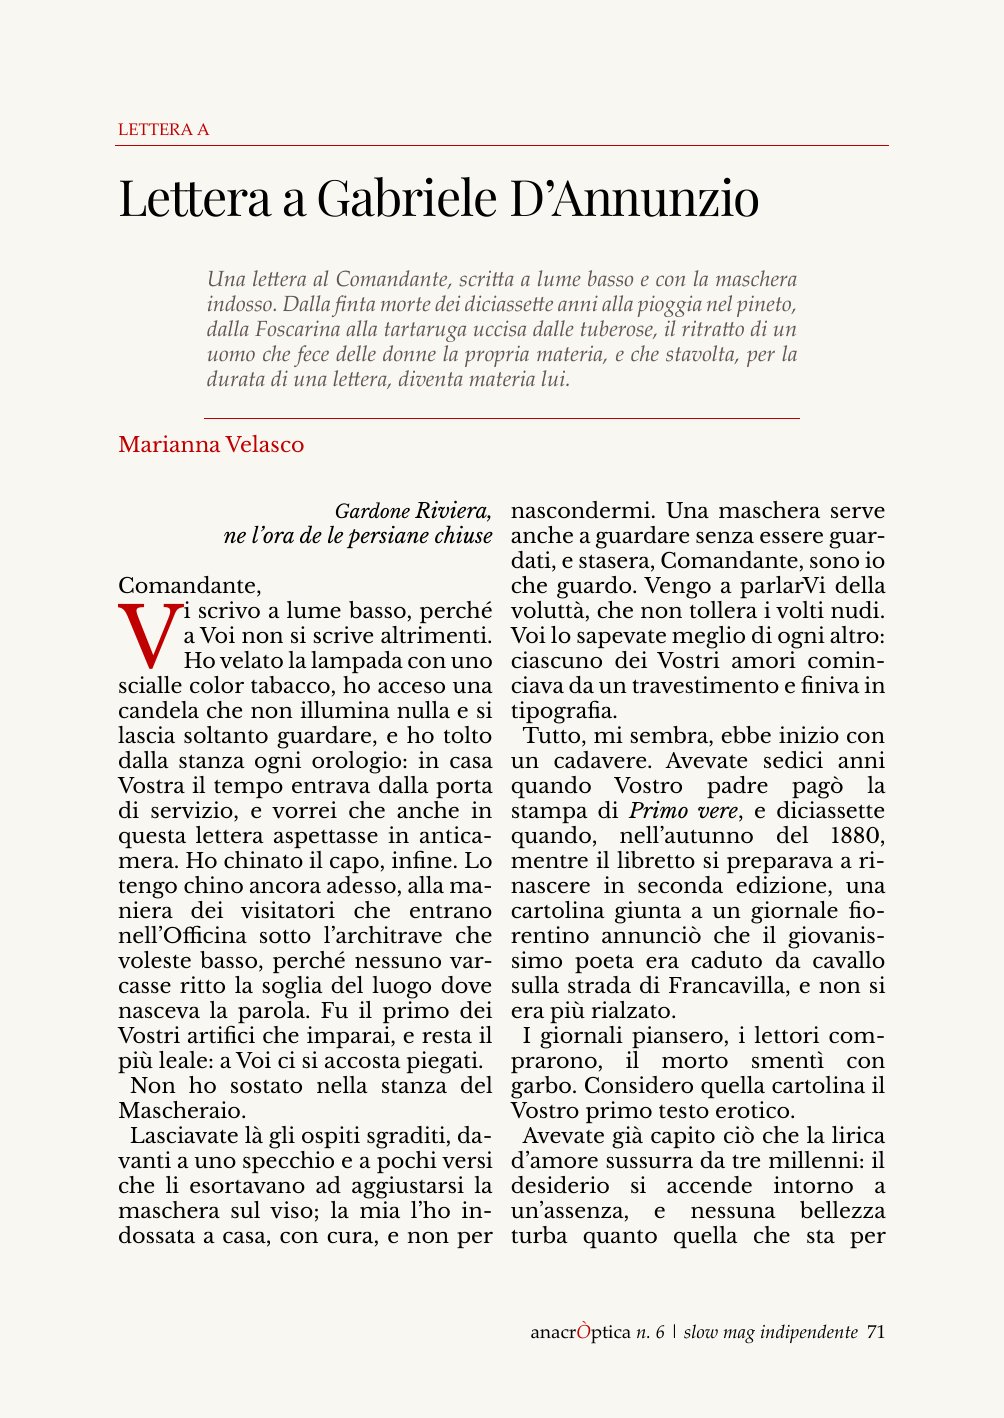 LETTERA A
Lettera a Gabriele D’Annunzio
Una lettera al Comandante, scritta a lume basso e con la maschera
indosso. Dalla finta morte dei diciassette anni alla pioggia nel pineto,
dalla Foscarina alla tartaruga uccisa dalle tuberose, il ritratto di un
uomo che fece delle donne la propria materia, e che stavolta, per la
durata di una lettera, diventa materia lui.
Marianna Velasco
Gardone Riviera,
ne l’ora de le persiane chiuse
Comandante,
Vi scrivo a lume basso, perché
a Voi non si scrive altrimenti.
Ho velato la lampada con uno
scialle color tabacco, ho acceso una
candela che non illumina nulla e si
lascia soltanto guardare, e ho tolto
dalla stanza ogni orologio: in casa
Vostra il tempo entrava dalla porta
di servizio, e vorrei che anche in
questa lettera aspettasse in antica-
mera. Ho chinato il capo, infine. Lo
tengo chino ancora adesso, alla ma-
niera dei visitatori che entrano
nell’Officina sotto l’architrave che
voleste basso, perché nessuno var-
casse ritto la soglia del luogo dove
nasceva la parola. Fu il primo dei
Vostri artifici che imparai, e resta il
più leale: a Voi ci si accosta piegati.
Non ho sostato nella stanza del
Mascheraio.
Lasciavate là gli ospiti sgraditi, da-
vanti a uno specchio e a pochi versi
che li esortavano ad aggiustarsi la
maschera sul viso; la mia l’ho in-
dossata a casa, con cura, e non per
nascondermi. Una maschera serve
anche a guardare senza essere guar-
dati, e stasera, Comandante, sono io
che guardo. Vengo a parlarVi della
voluttà, che non tollera i volti nudi.
Voi lo sapevate meglio di ogni altro:
ciascuno dei Vostri amori comin-
ciava da un travestimento e finiva in
tipografia.
Tutto, mi sembra, ebbe inizio con
un cadavere. Avevate sedici anni
quando Vostro padre pagò la
stampa di Primo vere, e diciassette
quando, nell’autunno del 1880,
mentre il libretto si preparava a ri-
nascere in seconda edizione, una
cartolina giunta a un giornale fio-
rentino annunciò che il giovanis-
simo poeta era caduto da cavallo
sulla strada di Francavilla, e non si
era più rialzato.
I giornali piansero, i lettori com-
prarono, il morto smentì con
garbo. Considero quella cartolina il
Vostro primo testo erotico.
Avevate già capito ciò che la lirica
d’amore sussurra da tre millenni: il
desiderio si accende intorno a
un’assenza, e nessuna bellezza
turba quanto quella che sta per
anacrÒptica n. 6 | slow mag indipendente 71